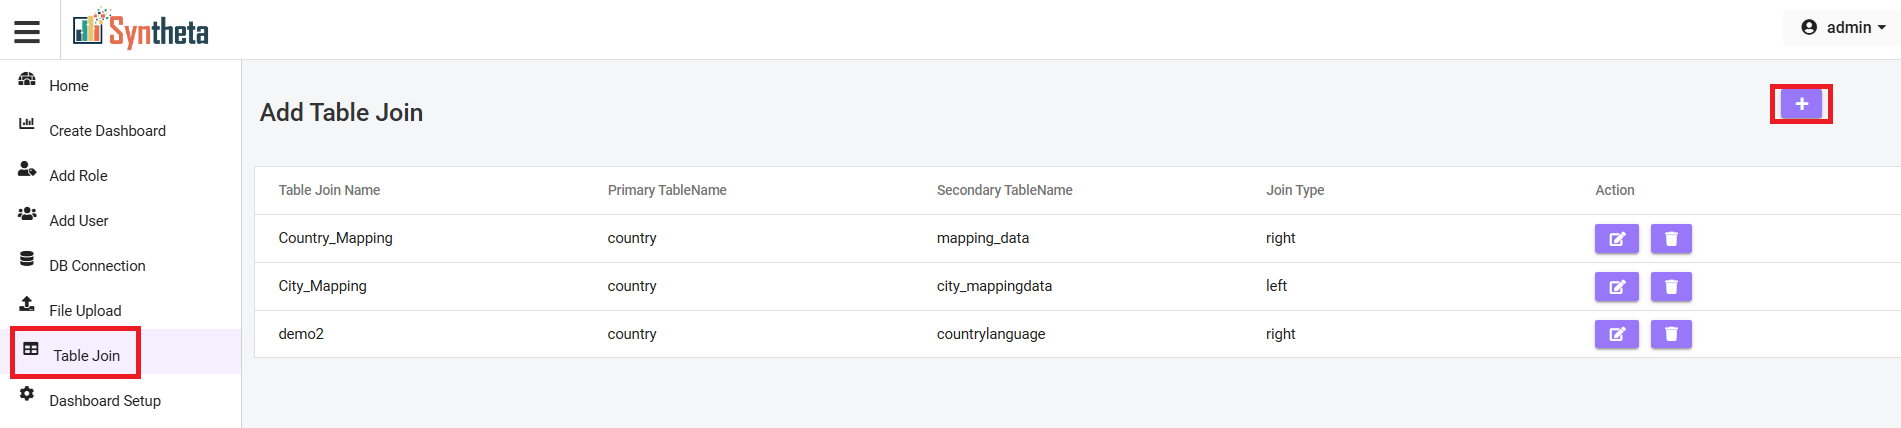 Syntheta
admin
Home
Create Dashboard
Add Role
Add User
DB Connection
File Upload
Table Join
Dashboard Setup
Add Table Join
Table Join Name Primary TableName Secondary TableName Join Type Action
Country_Mapping country mapping_data right
City_Mapping country city_mappingdata left
demo2 country countrylanguage right